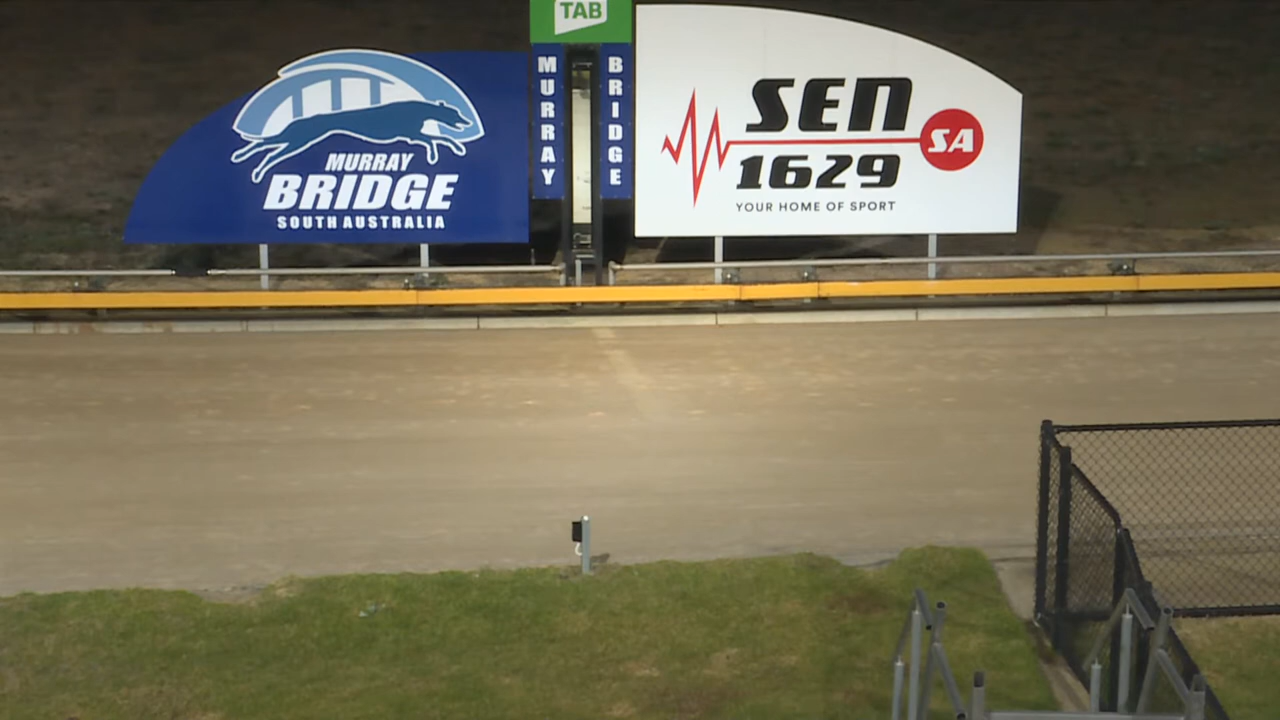 TAB
MURRAY
BRIDGE
MURRAY
BRIDGE
SOUTH AUSTRALIA
SEN
SA
1629
YOUR HOME OF SPORT